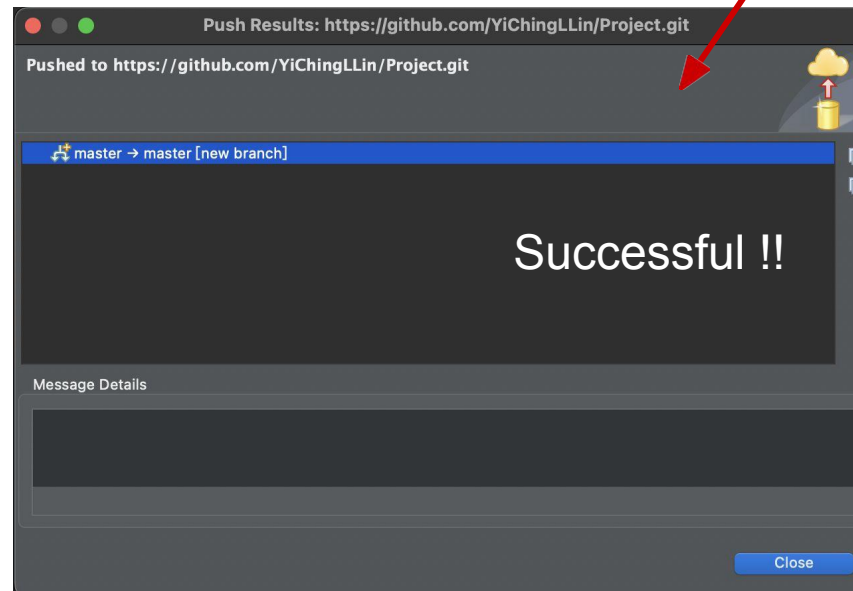 Push Results: https://github.com/YiChingLLin/Project.git
Pushed to https://github.com/YiChingLLin/Project.git
master → master [new branch]
Successful !!
Message Details
Close